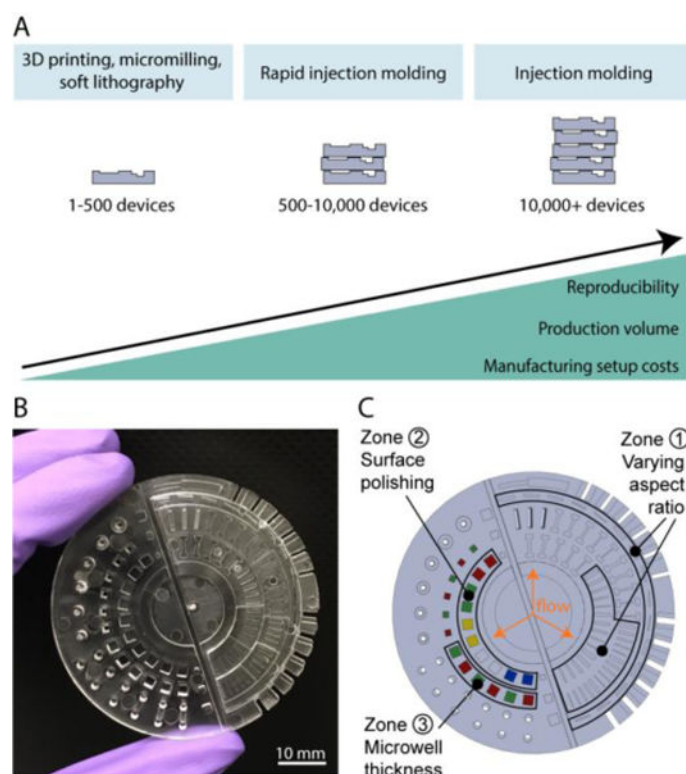 A
3D printing, micromilling,
soft lithography
Rapid injection molding
Injection molding
1-500 devices
500-10,000 devices
10,000+ devices
Reproducibility
Production volume
Manufacturing setup costs
B
10 mm
C
Zone ②
Surface
polishing
Zone ①
Varying
aspect
ratio
flow
Zone ③
Microwell
thickness